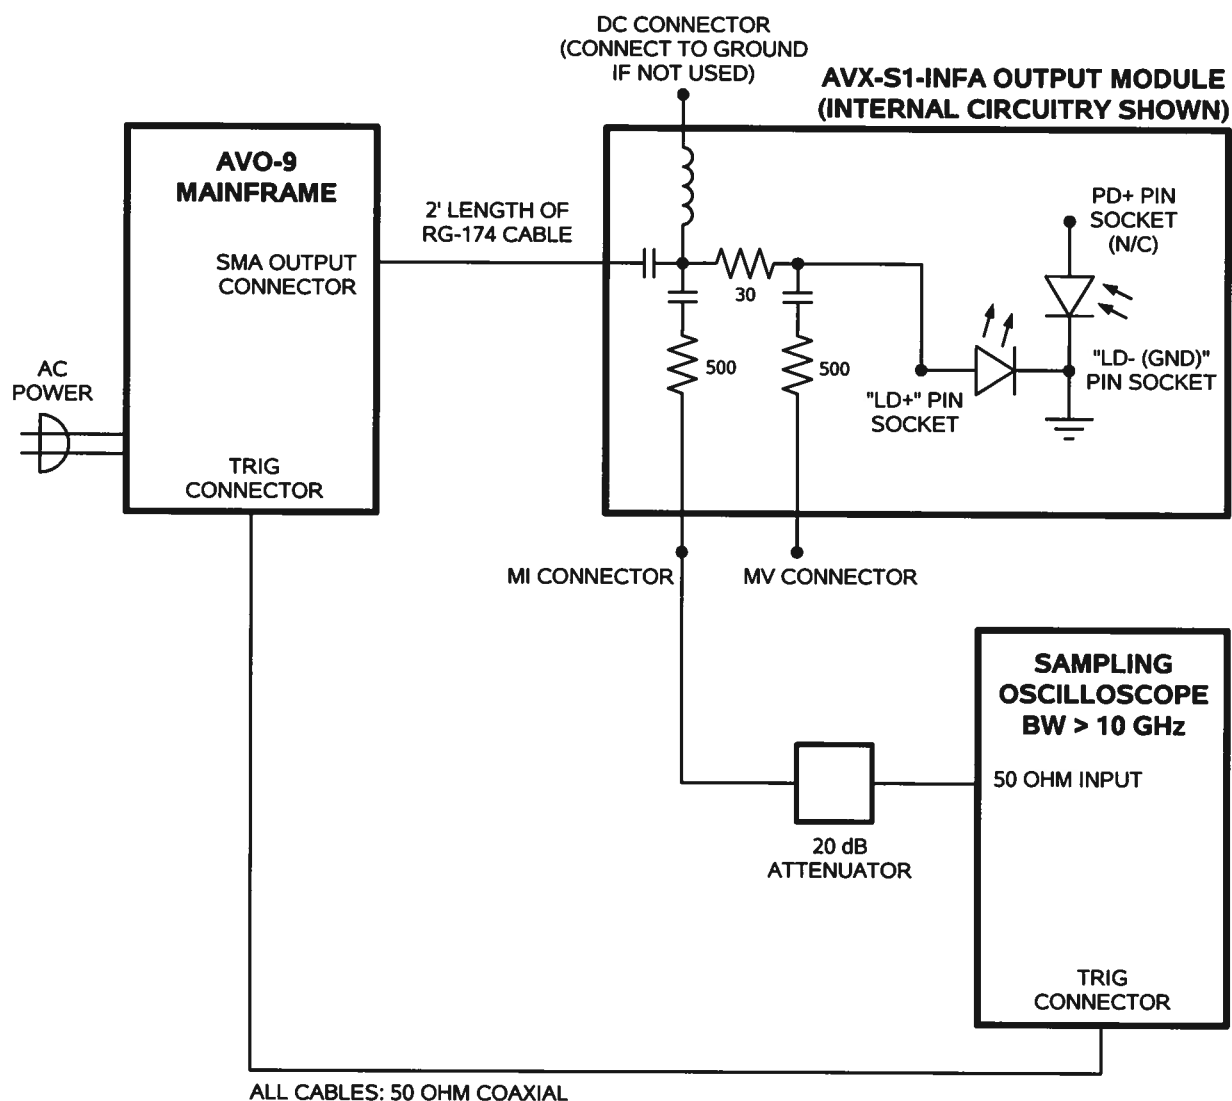 DC CONNECTOR
(CONNECT TO GROUND
IF NOT USED)
AVX-S1-INFA OUTPUT MODULE
(INTERNAL CIRCUITRY SHOWN)
AVO-9
MAINFRAME
2' LENGTH OF
RG-174 CABLE
SMA OUTPUT
CONNECTOR
PD+ PIN
SOCKET
(N/C)
30
500
500
"LD+" PIN
SOCKET
"LD- (GND)"
PIN SOCKET
AC
POWER
TRIG
CONNECTOR
MI CONNECTOR
MV CONNECTOR
SAMPLING
OSCILLOSCOPE
BW > 10 GHz
50 OHM INPUT
20 dB
ATTENUATOR
TRIG
CONNECTOR
ALL CABLES: 50 OHM COAXIAL